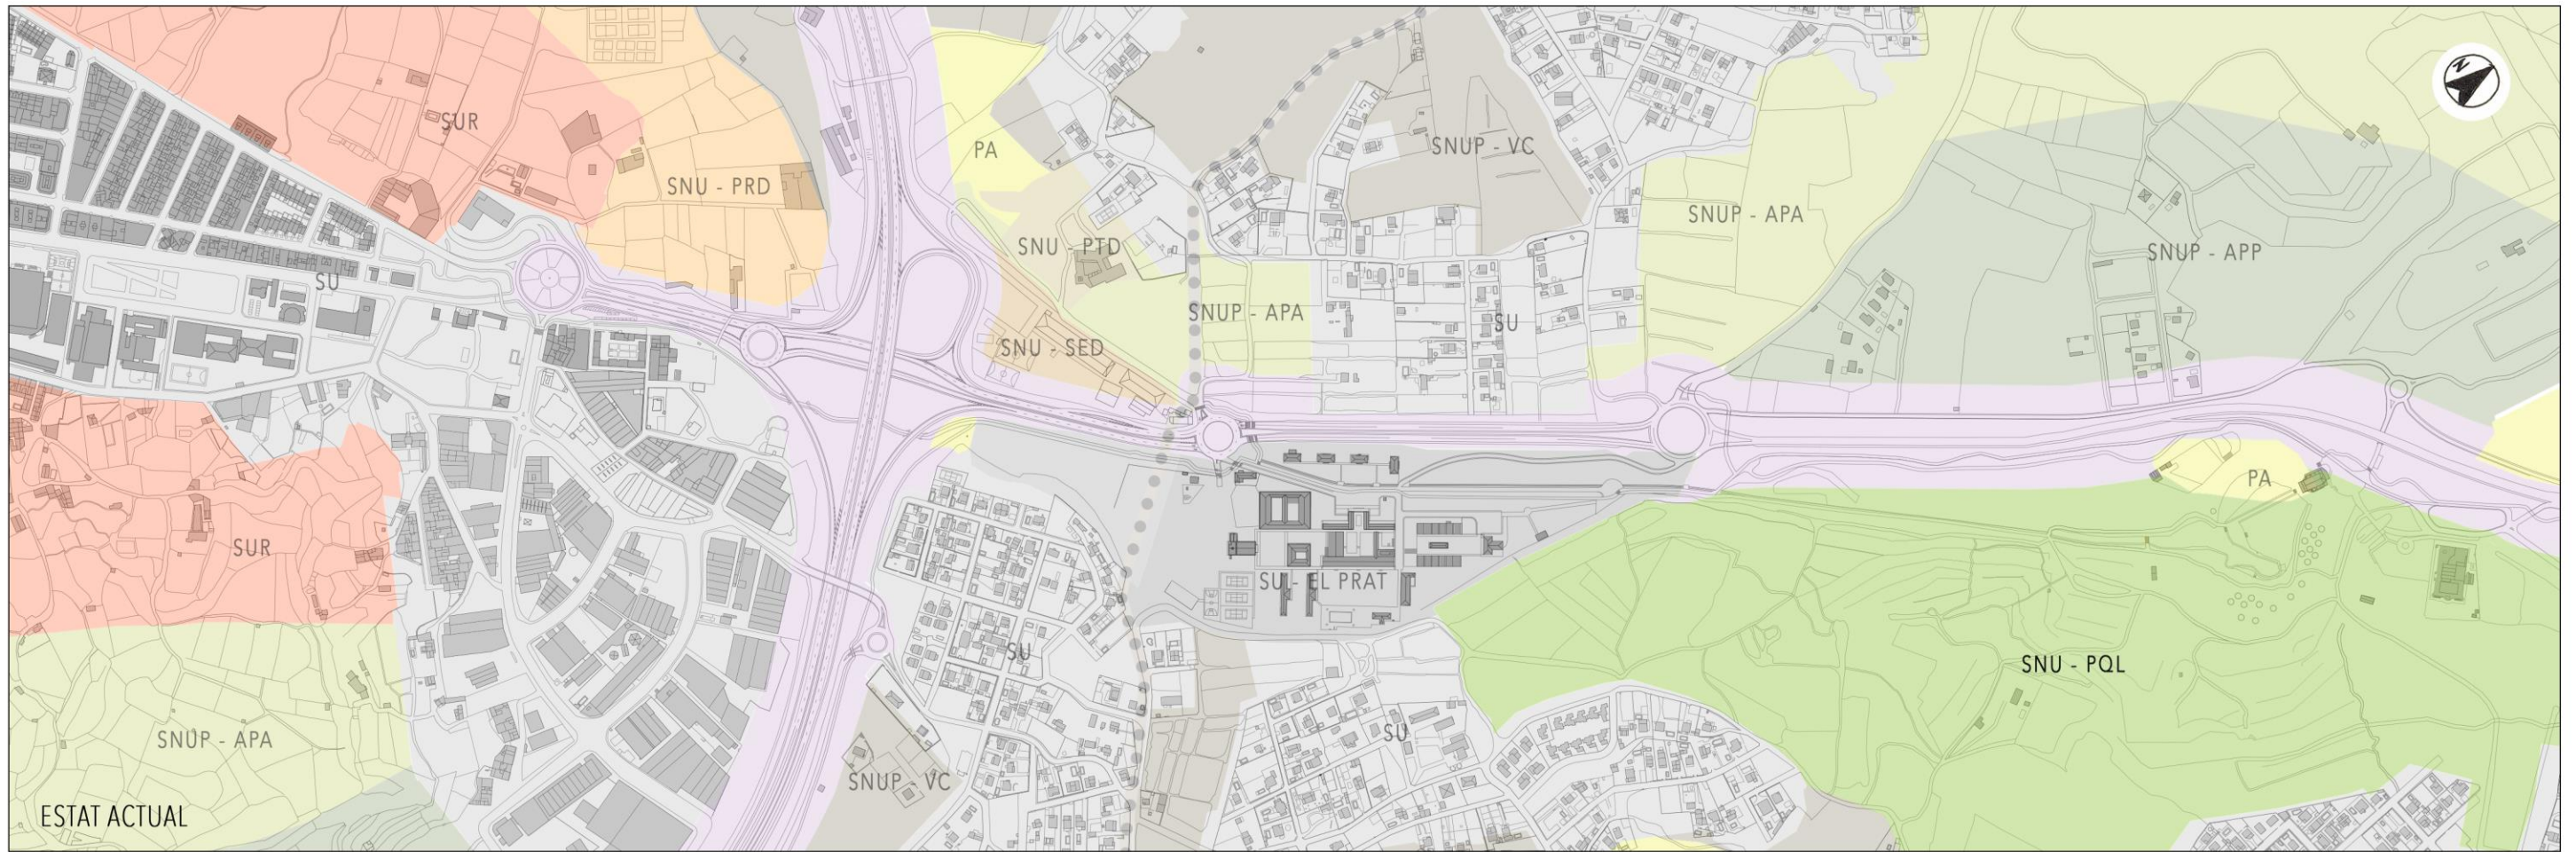 N
SUR
PA
SNUP - VC
SNU - PRD
SNUP - APA
SNU - PTD
SNUP - APP
SU
SNUP - APA
SU
SNU - SED
PA
SUR
SU - EL PRAT
SU
SNU - PQL
SNUP - APA
SU
SNUP - VC
ESTAT ACTUAL